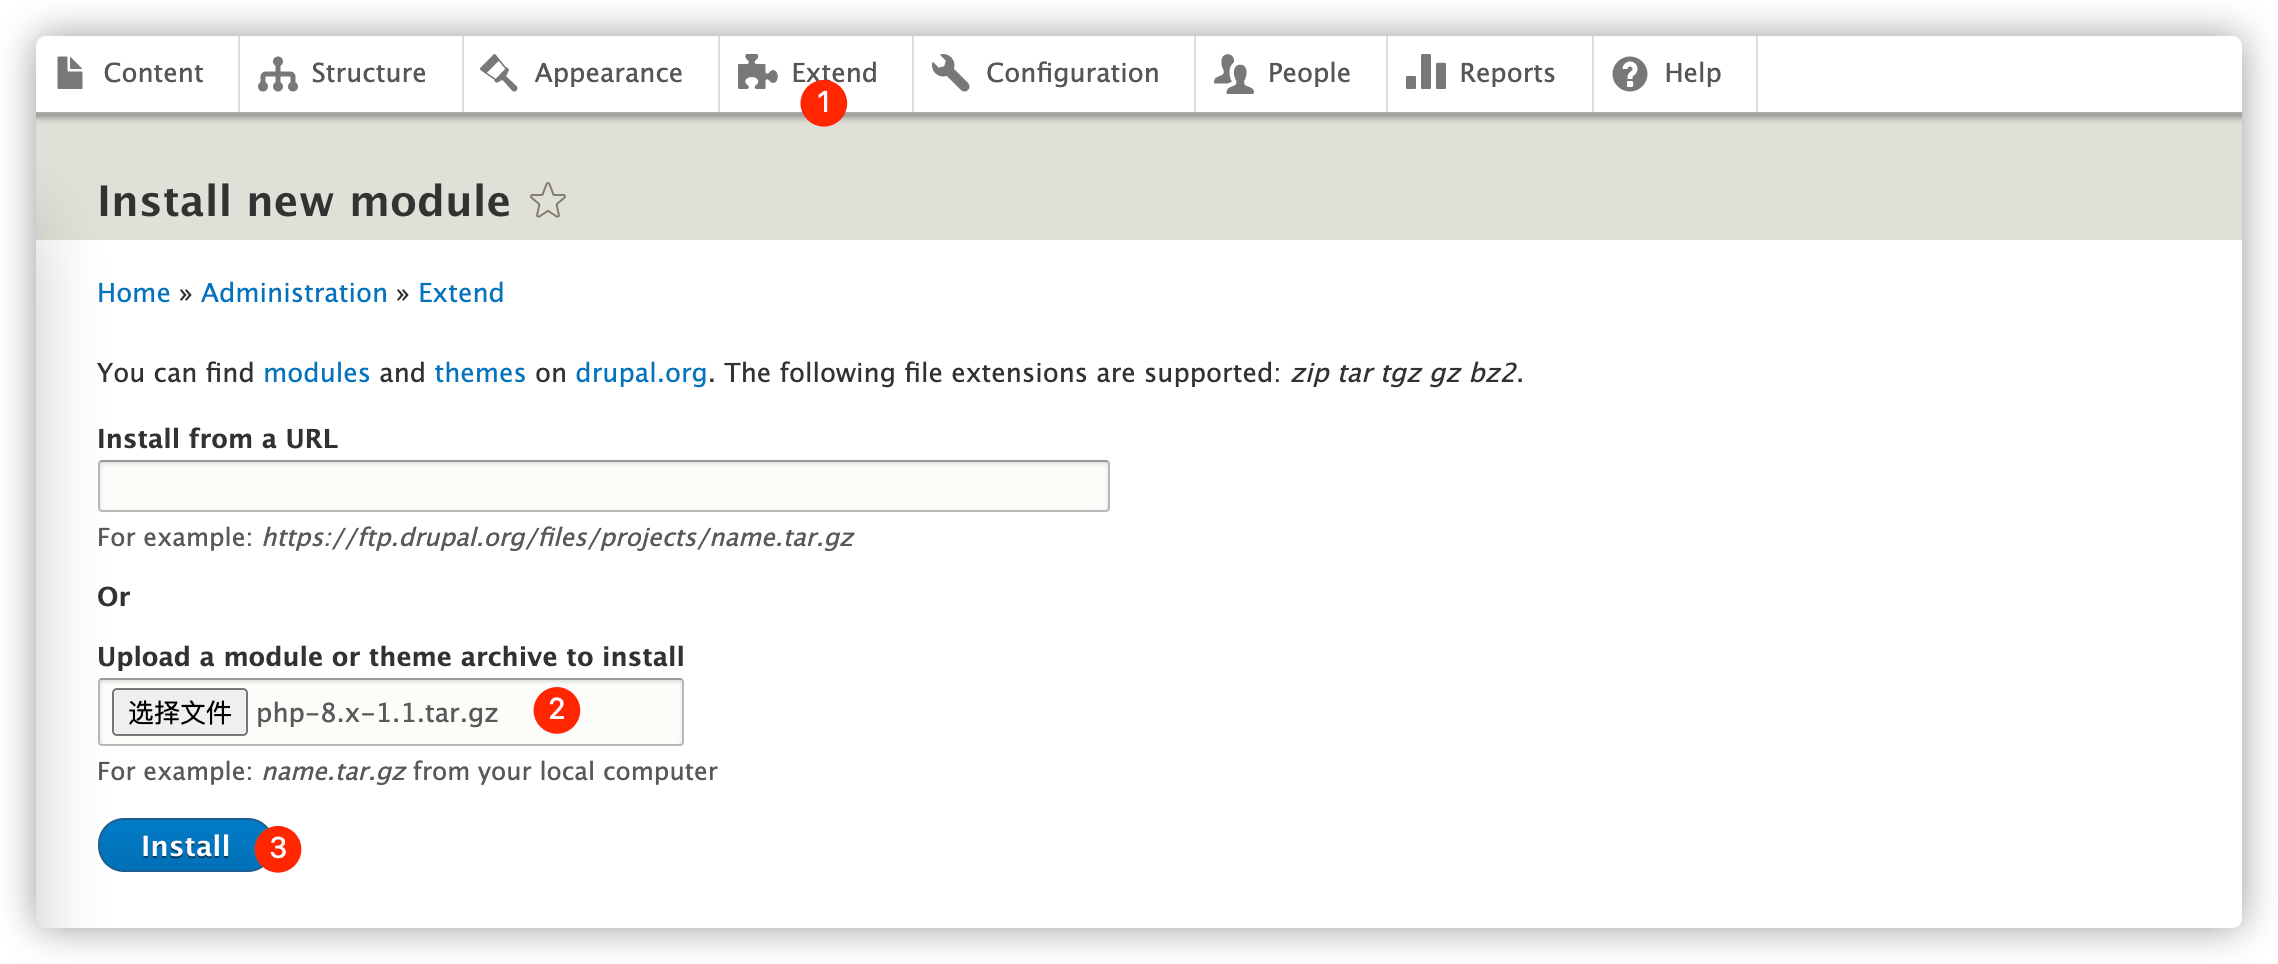 Content Structure Appearance Extend Configuration People Reports Help
1
Install new module
Home » Administration » Extend
You can find modules and themes on drupal.org. The following file extensions are supported: zip tar tgz gz bz2.
Install from a URL
For example: https://ftp.drupal.org/files/projects/name.tar.gz
Or
Upload a module or theme archive to install
选择文件 php-8.x-1.1.tar.gz 2
For example: name.tar.gz from your local computer
Install 3